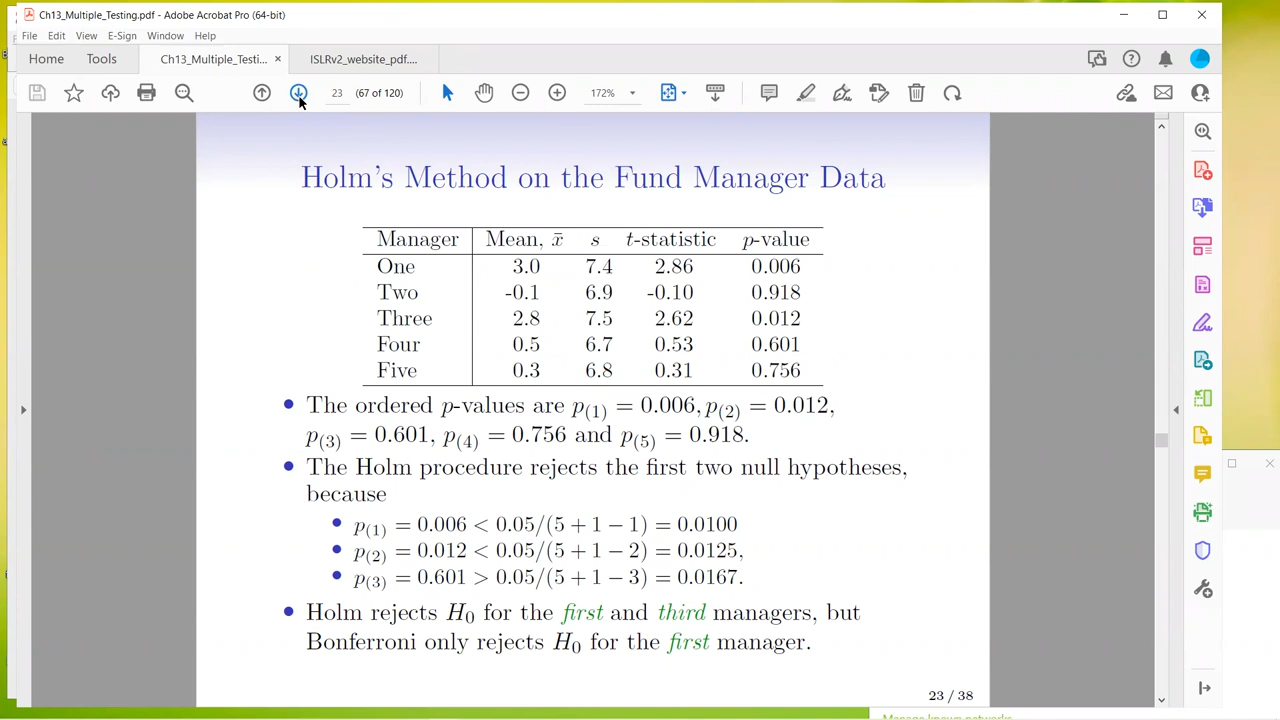 Ch13_Multiple_Testing.pdf - Adobe Acrobat Pro (64-bit)
File Edit View E-Sign Window Help
Home Tools Ch13_Multiple_Testi... × ISLRv2_website_pdf....
23 (67 of 120) 172%
Holm's Method on the Fund Manager Data
Manager Mean, x̄ s t-statistic p-value
One 3.0 7.4 2.86 0.006
Two -0.1 6.9 -0.10 0.918
Three 2.8 7.5 2.62 0.012
Four 0.5 6.7 0.53 0.601
Five 0.3 6.8 0.31 0.756
• The ordered p-values are p(1) = 0.006, p(2) = 0.012,
p(3) = 0.601, p(4) = 0.756 and p(5) = 0.918.
• The Holm procedure rejects the first two null hypotheses,
because
• p(1) = 0.006 < 0.05/(5 + 1 − 1) = 0.0100
• p(2) = 0.012 < 0.05/(5 + 1 − 2) = 0.0125,
• p(3) = 0.601 > 0.05/(5 + 1 − 3) = 0.0167.
• Holm rejects H0 for the first and third managers, but
Bonferroni only rejects H0 for the first manager.
23 / 38
Manage known networks